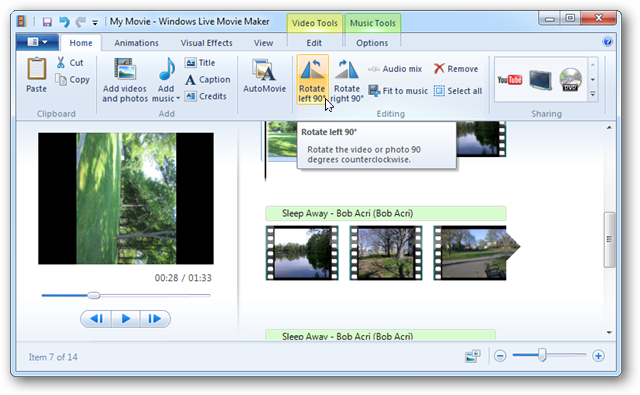 My Movie - Windows Live Movie Maker
Video Tools
Music Tools
Home
Animations
Visual Effects
View
Edit
Options
Paste
Cut
Copy
Clipboard
Add videos
and photos
Add
music
Title
Caption
Credits
Add
AutoMovie
Rotate
left 90°
Rotate
right 90°
Audio mix
Fit to music
Remove
Select all
Editing
YouTube
DVD
Sharing
Rotate left 90°
Rotate the video or photo 90
degrees counterclockwise.
Sleep Away - Bob Acri (Bob Acri)
00:28 / 01:33
Sleep Away - Bob Acri (Bob Acri)
Item 7 of 14